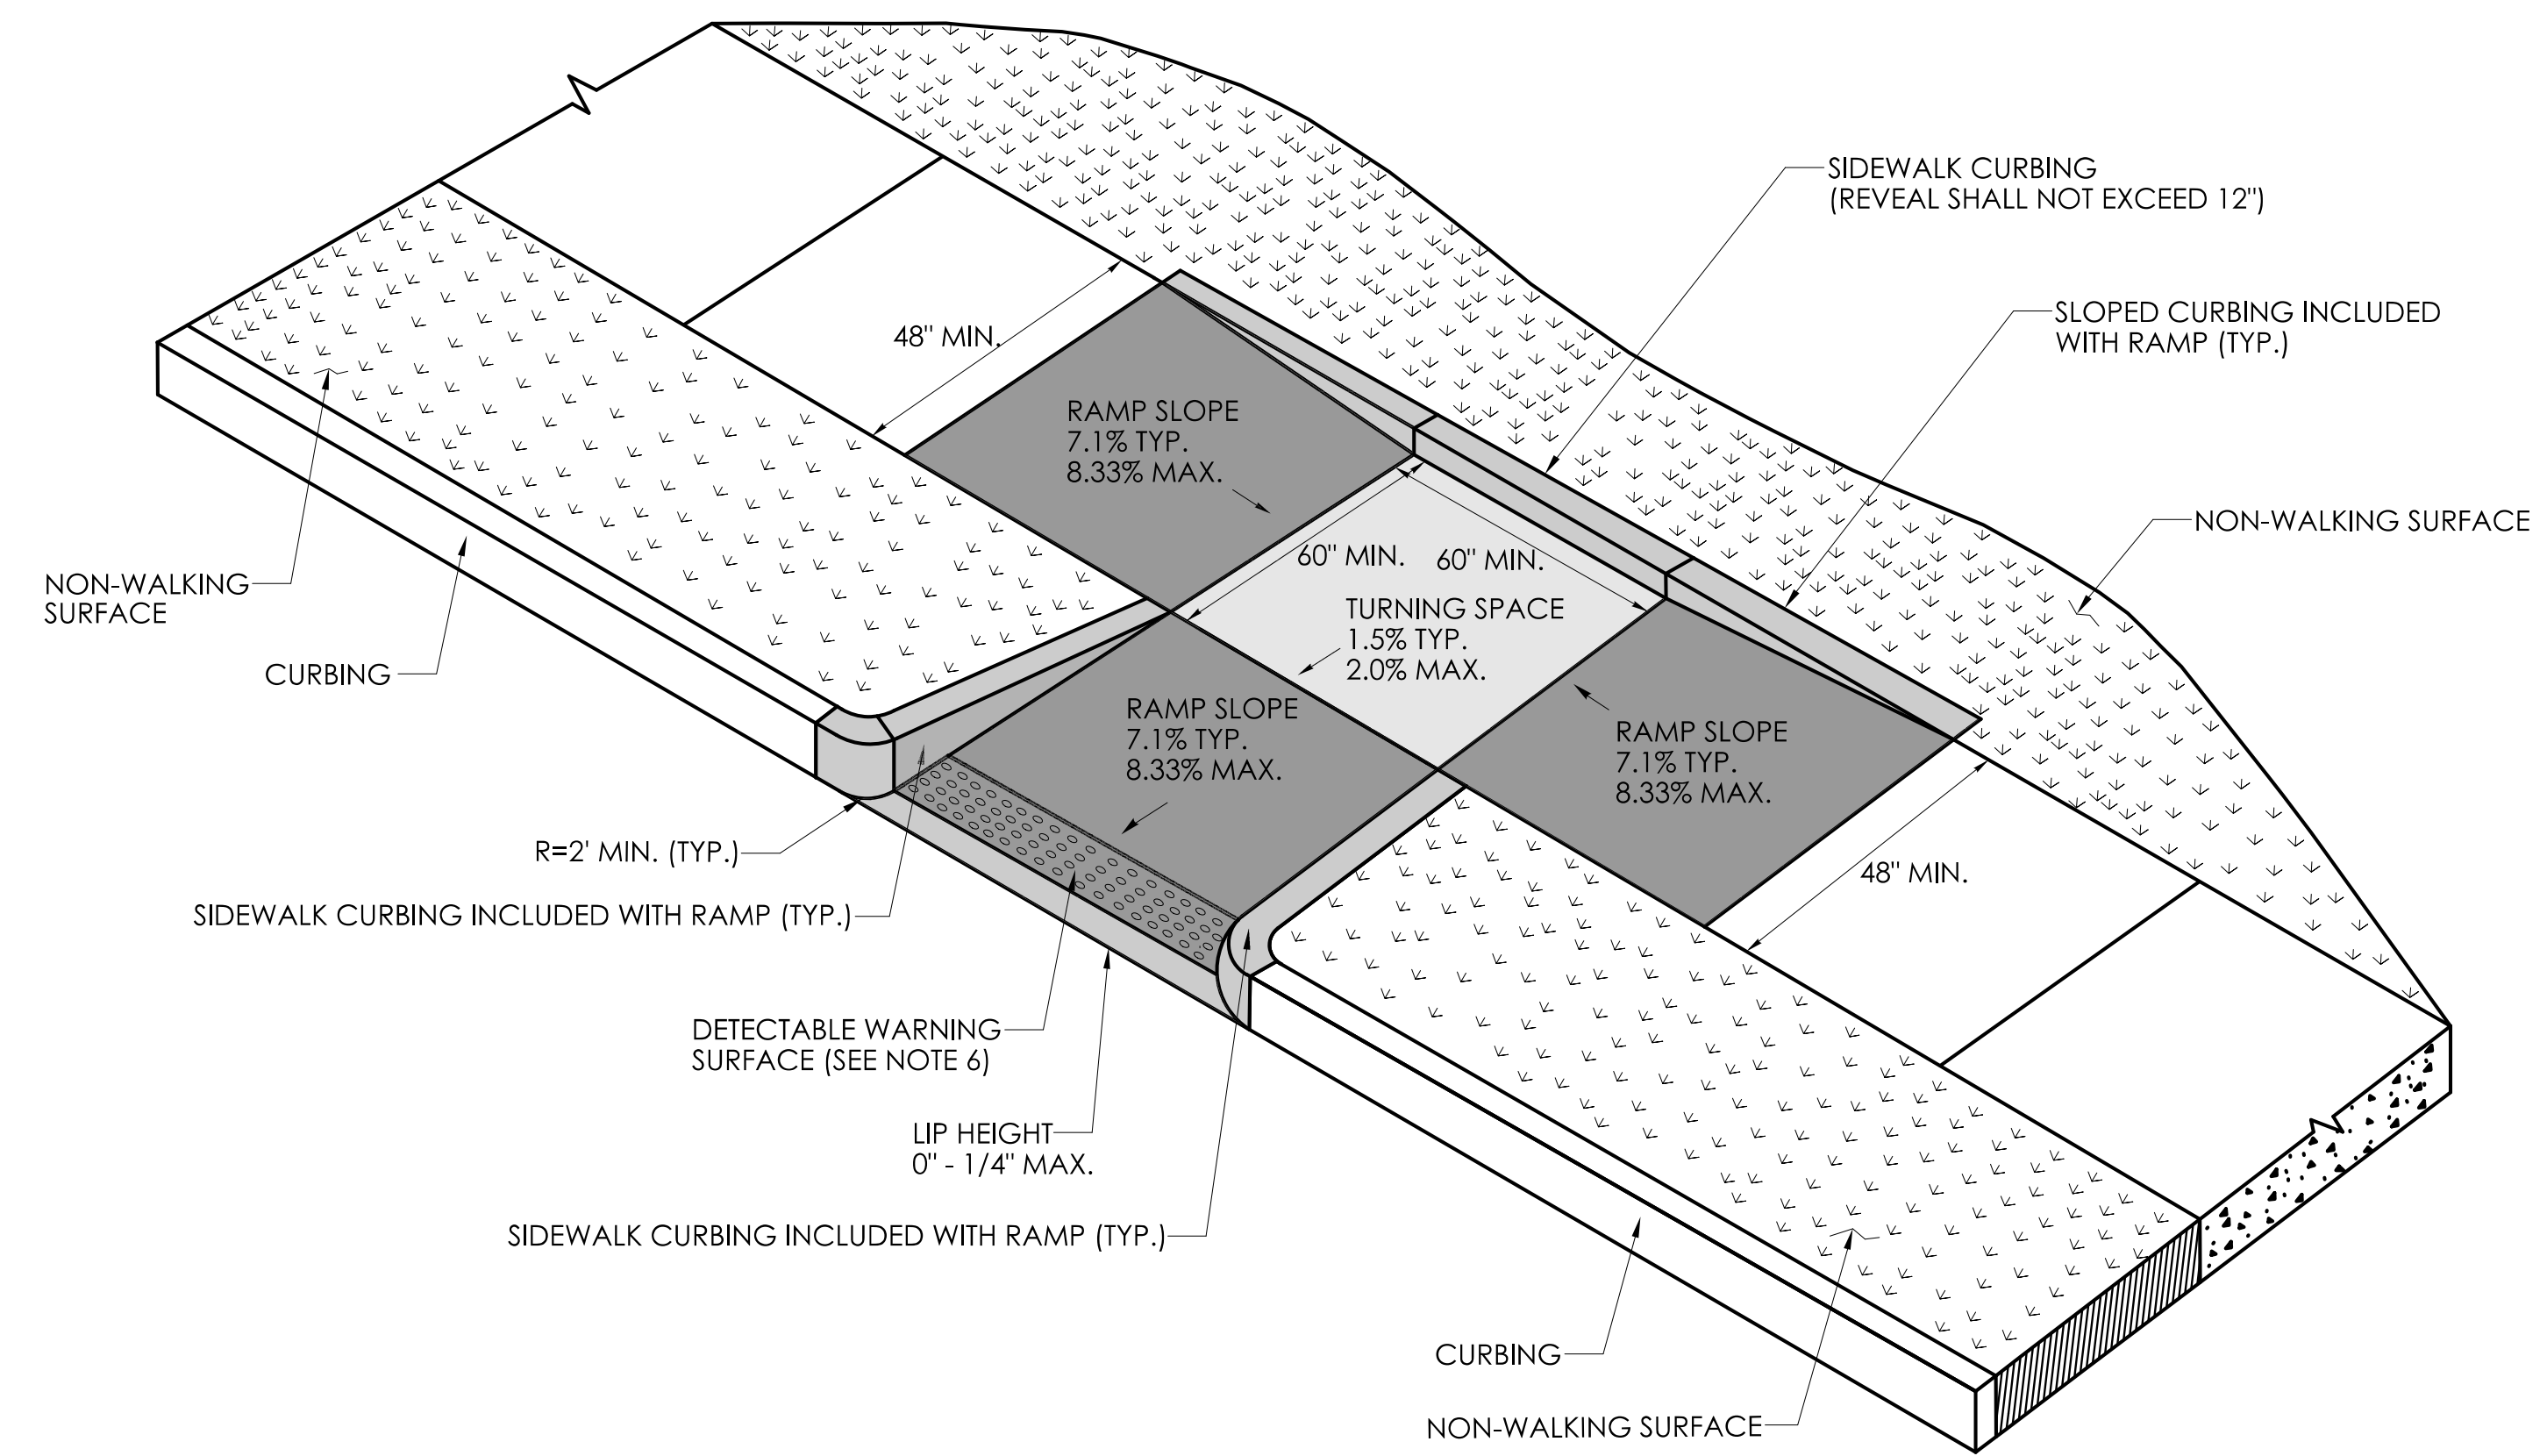 SIDEWALK CURBING
(REVEAL SHALL NOT EXCEED 12")
SLOPED CURBING INCLUDED
WITH RAMP (TYP.)
48" MIN.
RAMP SLOPE
7.1% TYP.
8.33% MAX.
NON-WALKING SURFACE
60" MIN.
60" MIN.
NON-WALKING
SURFACE
TURNING SPACE
1.5% TYP.
2.0% MAX.
CURBING
RAMP SLOPE
7.1% TYP.
8.33% MAX.
RAMP SLOPE
7.1% TYP.
8.33% MAX.
R=2' MIN. (TYP.)
48" MIN.
SIDEWALK CURBING INCLUDED WITH RAMP (TYP.)
DETECTABLE WARNING
SURFACE (SEE NOTE 6)
LIP HEIGHT
0" - 1/4" MAX.
SIDEWALK CURBING INCLUDED WITH RAMP (TYP.)
CURBING
NON-WALKING SURFACE